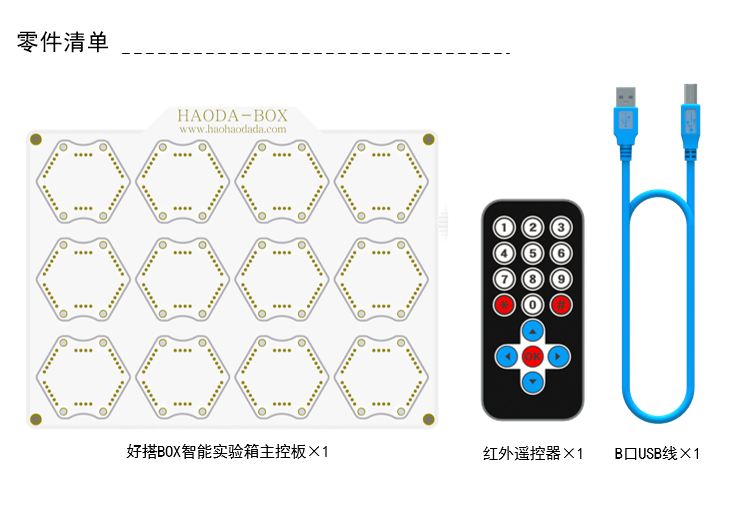 零件清单
HAODA-BOX
www.haohaodada.com
1 2 3
4 5 6
7 8 9
* 0 #
OK
好搭BOX智能实验箱主控板×1
红外遥控器×1
B口USB线×1